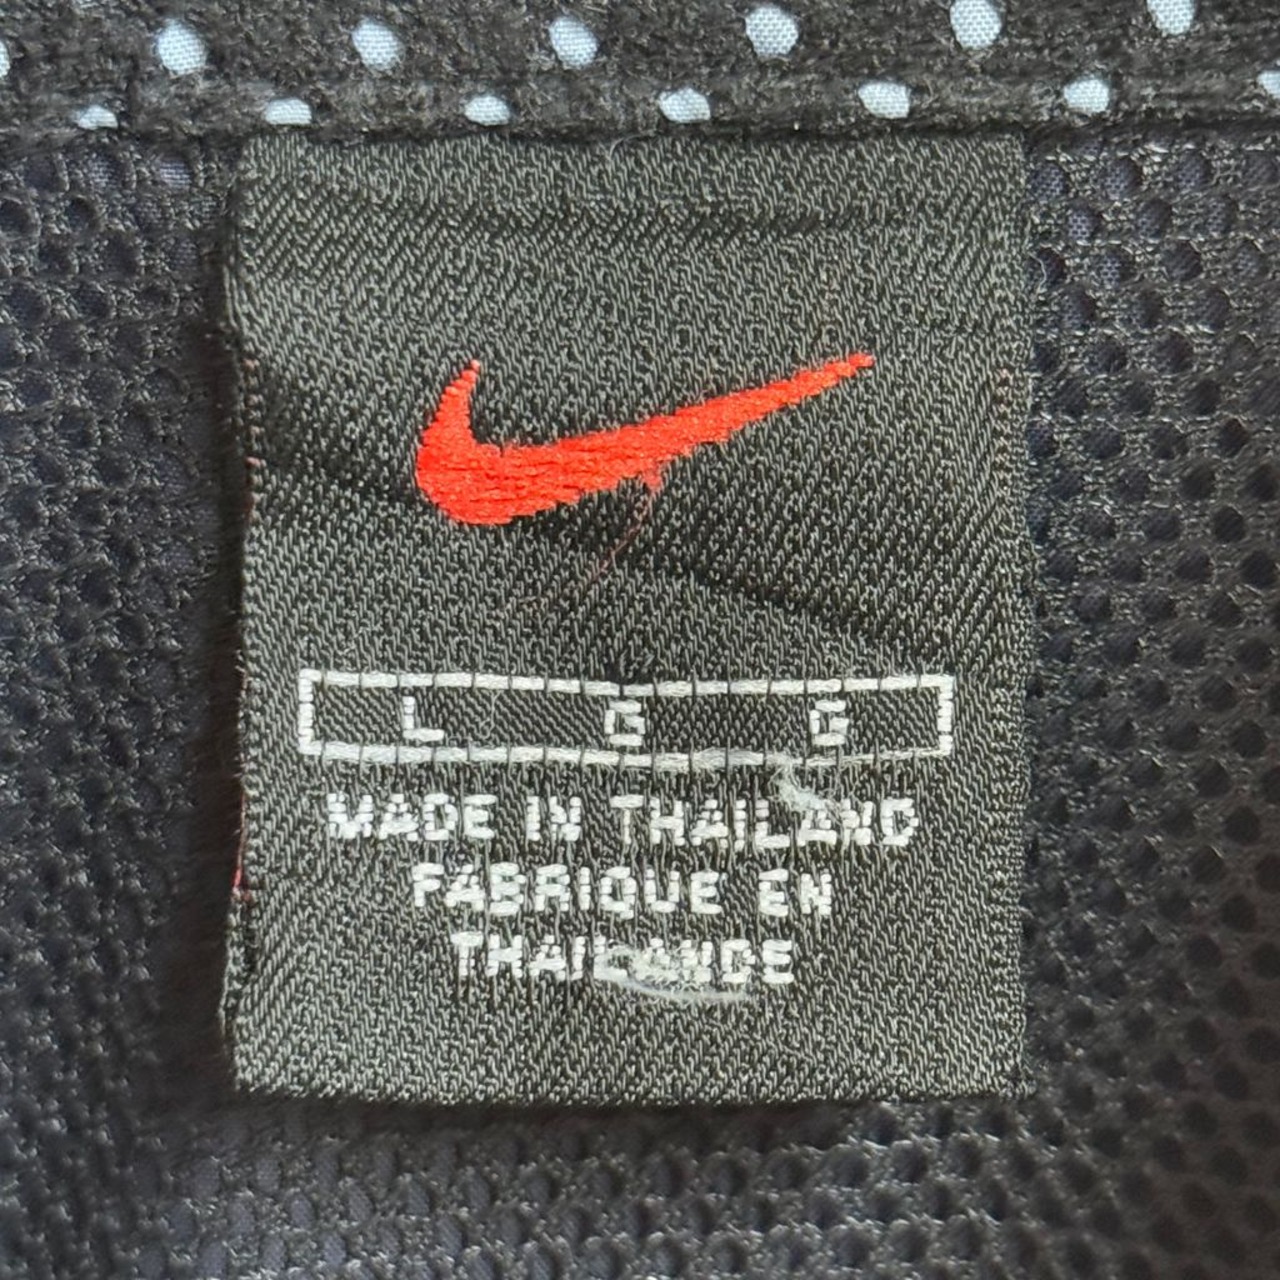 L G G
MADE IN THAILAND
FABRIQUE EN
THAILANDE